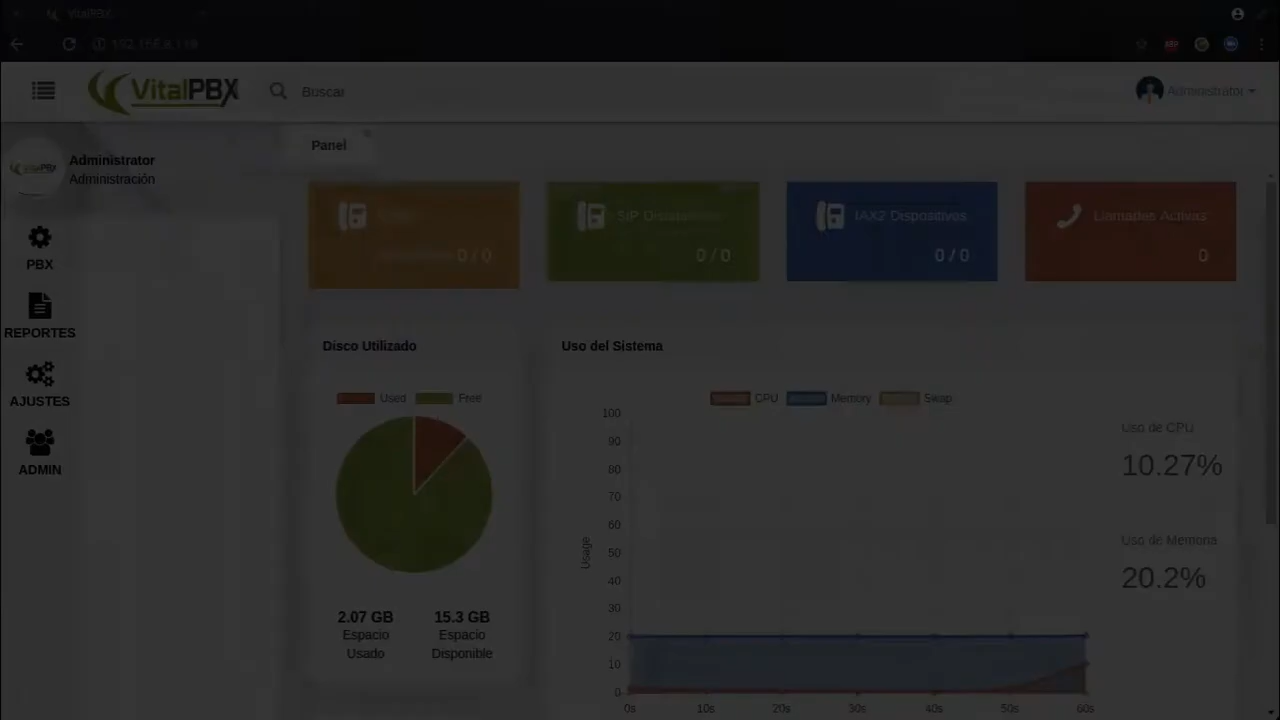 VitalPBX
VitalPBX
Buscar
Administrator
Administrator
Administración
Panel
PBX
REPORTES
AJUSTES
ADMIN
0 / 0
SIP Dispositivos
0 / 0
IAX2 Dispositivos
0 / 0
Llamadas Activas
0
Disco Utilizado
Used
Free
2.07 GB
Espacio
Usado
15.3 GB
Espacio
Disponible
Uso del Sistema
CPU
Memory
Swap
Usage
100
90
80
70
60
50
40
30
20
10
0
0s
10s
20s
30s
40s
50s
60s
Uso de CPU
10.27%
Uso de Memoria
20.2%